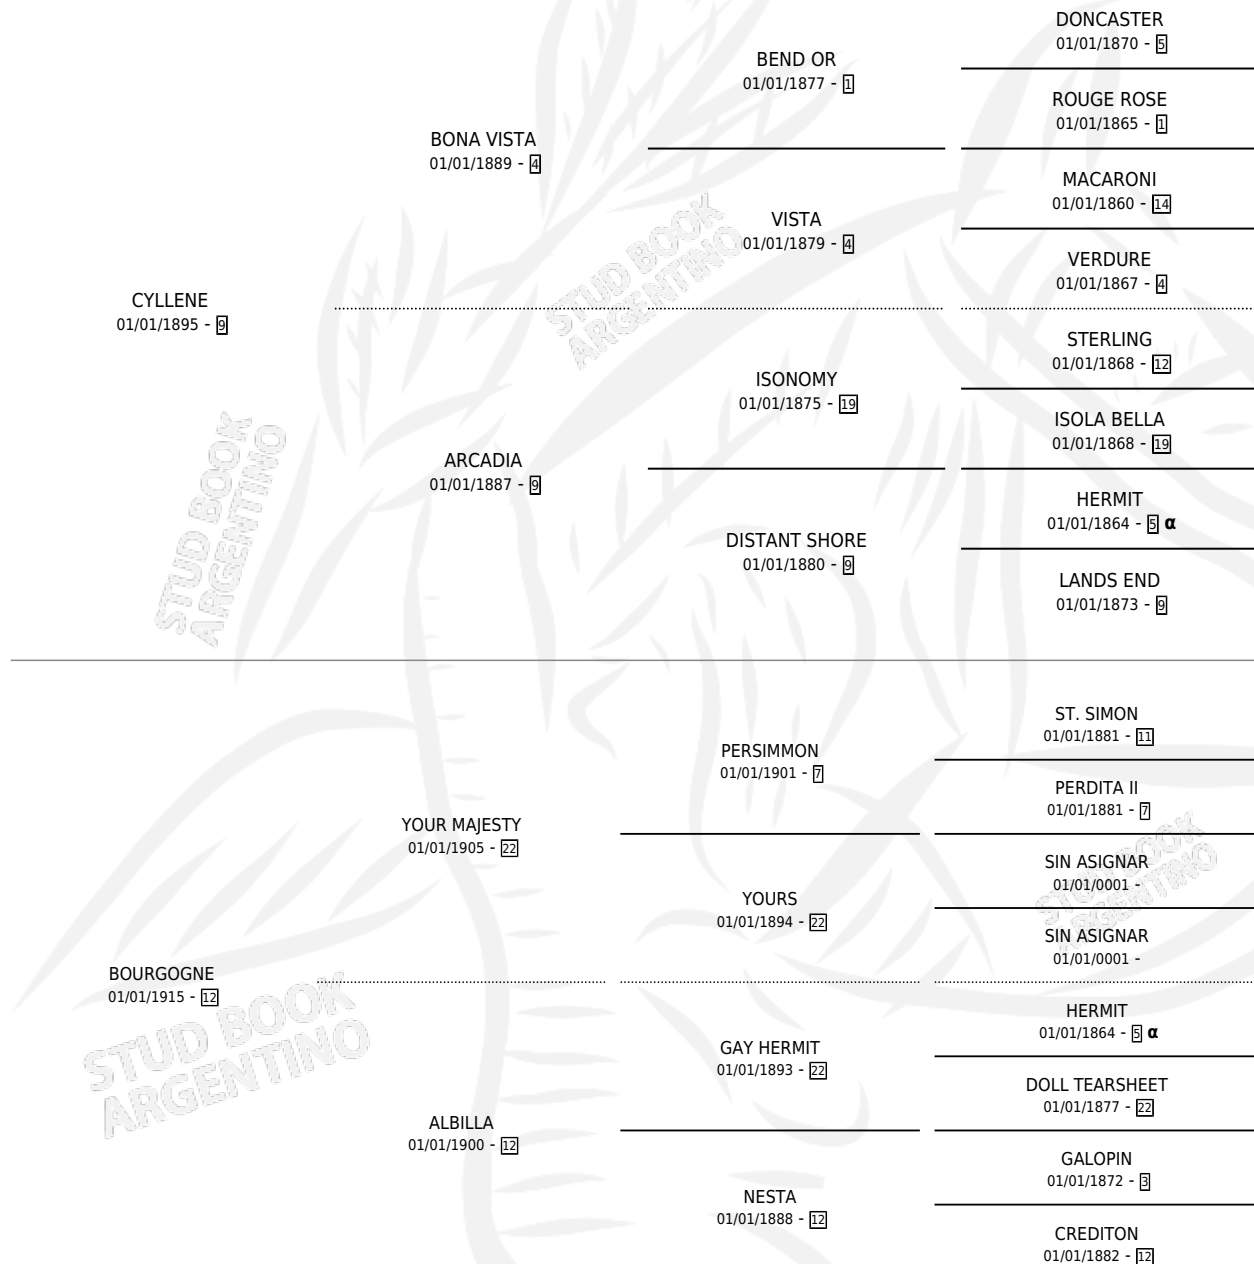 DONCASTER
01/01/1870 - 5
BEND OR
01/01/1877 - 1
ROUGE ROSE
01/01/1865 - 1
BONA VISTA
01/01/1889 - 4
MACARONI
01/01/1860 - 14
VISTA
01/01/1879 - 4
VERDURE
01/01/1867 - 4
CYLLENE
01/01/1895 - 9
STUD BOOK
ARGENTINO
STERLING
01/01/1868 - 12
ISONOMY
01/01/1875 - 19
ISOLA BELLA
01/01/1868 - 19
ARCADIA
01/01/1887 - 9
HERMIT
01/01/1864 - 5 α
DISTANT SHORE
01/01/1880 - 9
LANDS END
01/01/1873 - 9
STUD BOOK
ARGENTINO
ST. SIMON
01/01/1881 - 11
PERSIMMON
01/01/1901 - 7
PERDITA II
01/01/1881 - 7
YOUR MAJESTY
01/01/1905 - 22
SIN ASIGNAR
01/01/0001 -
YOURS
01/01/1894 - 22
SIN ASIGNAR
01/01/0001 -
STUD BOOK
ARGENTINO
BOURGOGNE
01/01/1915 - 12
STUD BOOK
ARGENTINO
HERMIT
01/01/1864 - 5 α
GAY HERMIT
01/01/1893 - 22
DOLL TEARSHEET
01/01/1877 - 22
ALBILLA
01/01/1900 - 12
GALOPIN
01/01/1872 - 3
NESTA
01/01/1888 - 12
CREDITON
01/01/1882 - 12